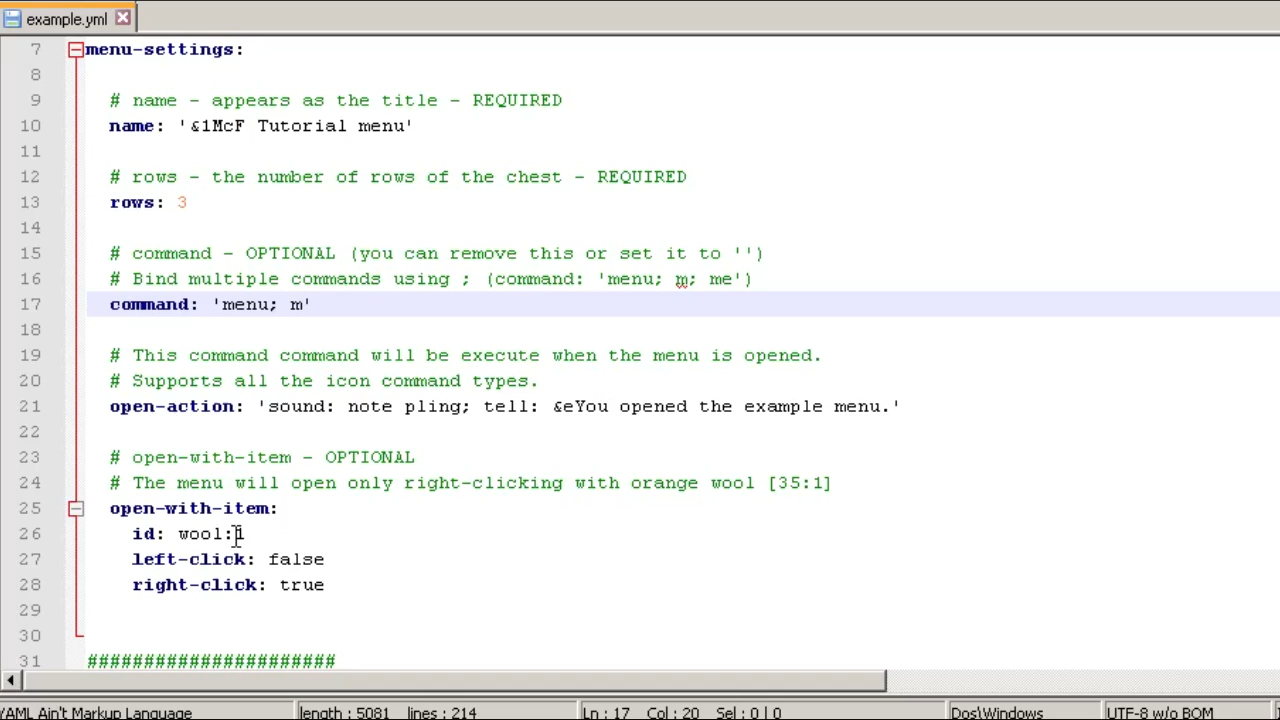 example.yml
7 menu-settings:
8
9 # name - appears as the title - REQUIRED
10 name: '&1McF Tutorial menu'
11
12 # rows - the number of rows of the chest - REQUIRED
13 rows: 3
14
15 # command - OPTIONAL (you can remove this or set it to '')
16 # Bind multiple commands using ; (command: 'menu; m; me')
17 command: 'menu; m'
18
19 # This command command will be execute when the menu is opened.
20 # Supports all the icon command types.
21 open-action: 'sound: note pling; tell: &eYou opened the example menu.'
22
23 # open-with-item - OPTIONAL
24 # The menu will open only right-clicking with orange wool [35:1]
25 open-with-item:
26 id: wool:1
27 left-click: false
28 right-click: true
29
30
31 ######################
YAML Ain't Markup Language length : 5081 lines : 214 Ln : 17 Col : 20 Sel : 0 | 0 Dos\Windows UTF-8 w/o BOM